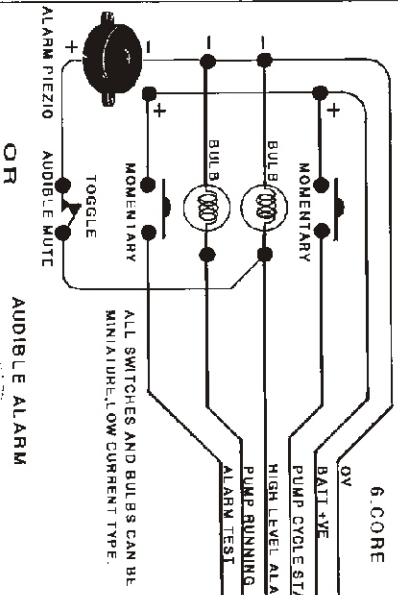 6.CORE
0V
BATT +VE
PUMP CYCLE STA
HIGH LEVEL ALA
PUMP RUNNING
ALARM TEST
+
MOMENTARY
-
BULB
-
BULB
+
MOMENTARY
ALL SWITCHES AND BULBS CAN BE
MINIATURE,LOW CURRENT TYPE.
-
+
TOGGLE
ALARM PIEZIO
AUDIBLE MUTE
OR
AUDIBLE ALARM